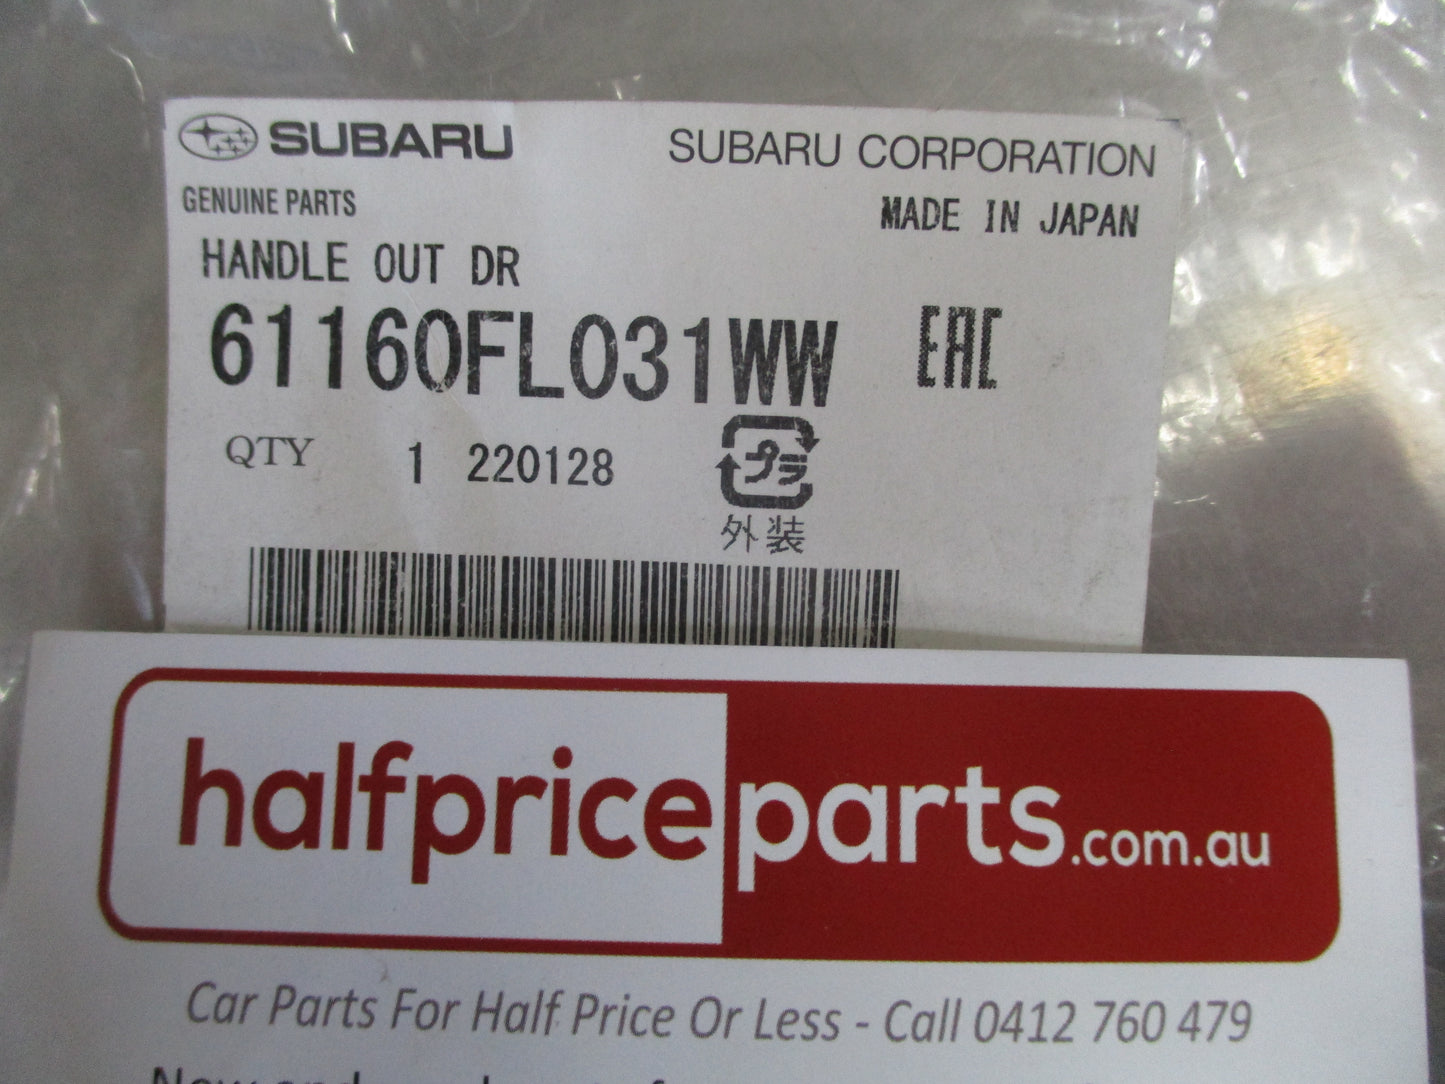 SUBARU
SUBARU CORPORATION
GENUINE PARTS
MADE IN JAPAN
HANDLE OUT DR
61160FL031WW
EAC
QTY 1 220128
プラ
外装
halfpriceparts.com.au
Car Parts For Half Price Or Less - Call 0412 760 479